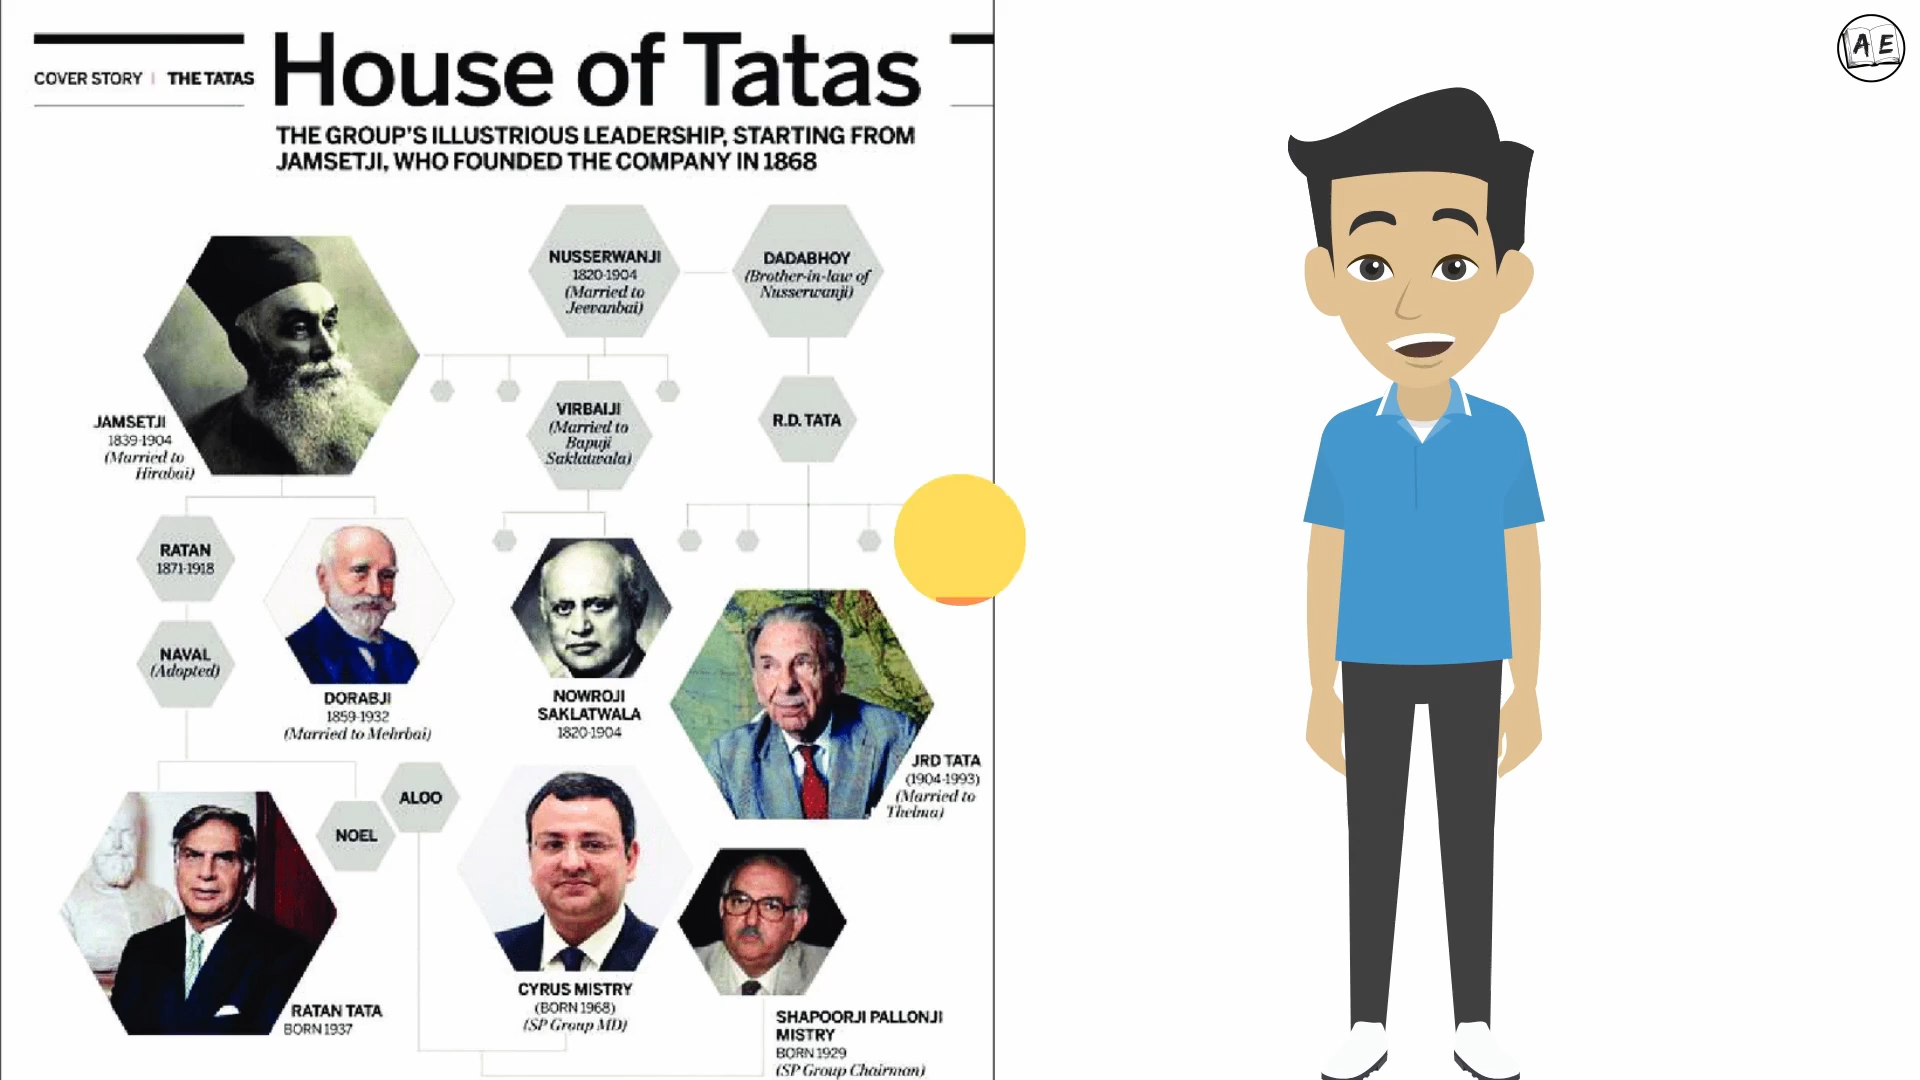 COVER STORY | THE TATAS
House of Tatas
THE GROUP'S ILLUSTRIOUS LEADERSHIP, STARTING FROM
JAMSETJI, WHO FOUNDED THE COMPANY IN 1868
NUSSERWANJI
1820-1904
(Married to
Jeevanbai)
DADABHOY
(Brother-in-law of
Nusserwanji)
JAMSETJI
1839-1904
(Married to
Hirabai)
VIRBAIJI
(Married to
Bapuji
Saklatwala)
R.D. TATA
RATAN
1871-1918
NAVAL
(Adopted)
DORABJI
1859-1932
(Married to Mehrbai)
NOWROJI
SAKLATWALA
1820-1904
JRD TATA
(1904-1993)
(Married to
Thelma)
ALOO
NOEL
RATAN TATA
BORN 1937
CYRUS MISTRY
(BORN 1968)
(SP Group MD)
SHAPOORJI PALLONJI
MISTRY
BORN 1929
(SP Group Chairman)
A E